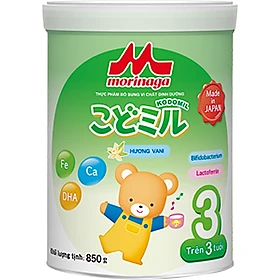 morinaga
THỰC PHẨM BỔ SUNG VI CHẤT DINH DƯỠNG
Made in
JAPAN
KODOMIL
こどミル
HƯƠNG VANI
Fe
Ca
DHA
Bifidobacterium
Lactoferrin
3
Trên 3 tuổi
Khối lượng tịnh: 850g